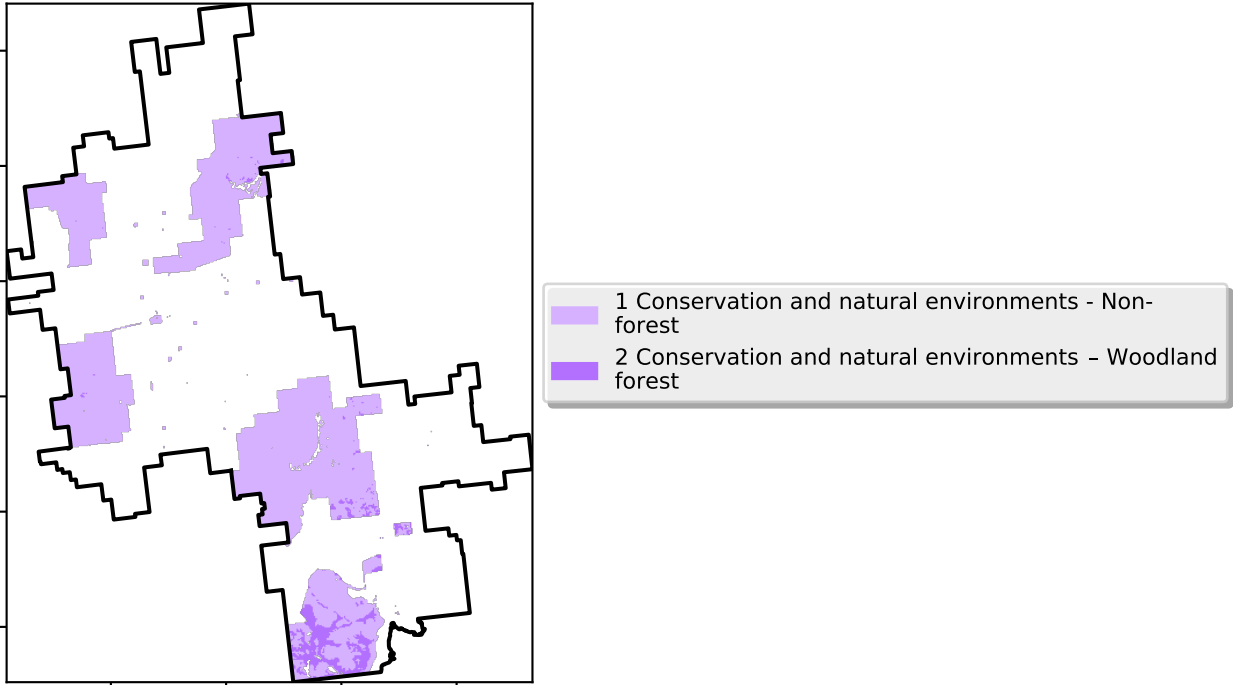 1 Conservation and natural environments - Non-
forest
2 Conservation and natural environments – Woodland
forest